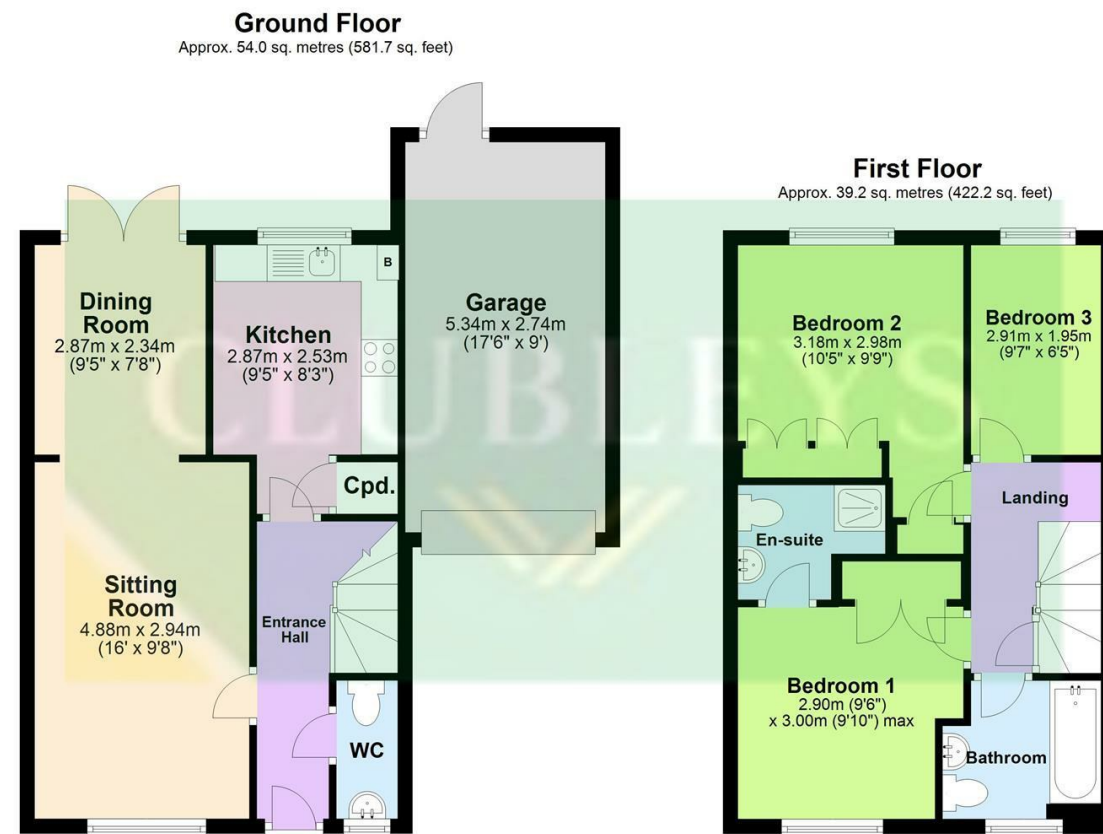 Ground Floor
Approx. 54.0 sq. metres (581.7 sq. feet)
Dining
Room
2.87m x 2.34m
(9'5" x 7'8")
Kitchen
2.87m x 2.53m
(9'5" x 8'3")
B
Garage
5.34m x 2.74m
(17'6" x 9')
Cpd.
Sitting
Room
4.88m x 2.94m
(16' x 9'8")
Entrance
Hall
WC
First Floor
Approx. 39.2 sq. metres (422.2 sq. feet)
Bedroom 2
3.18m x 2.98m
(10'5" x 9'9")
Bedroom 3
2.91m x 1.95m
(9'7" x 6'5")
Landing
En-suite
Bedroom 1
2.90m (9'6")
x 3.00m (9'10") max
Bathroom
CLUBLEYS